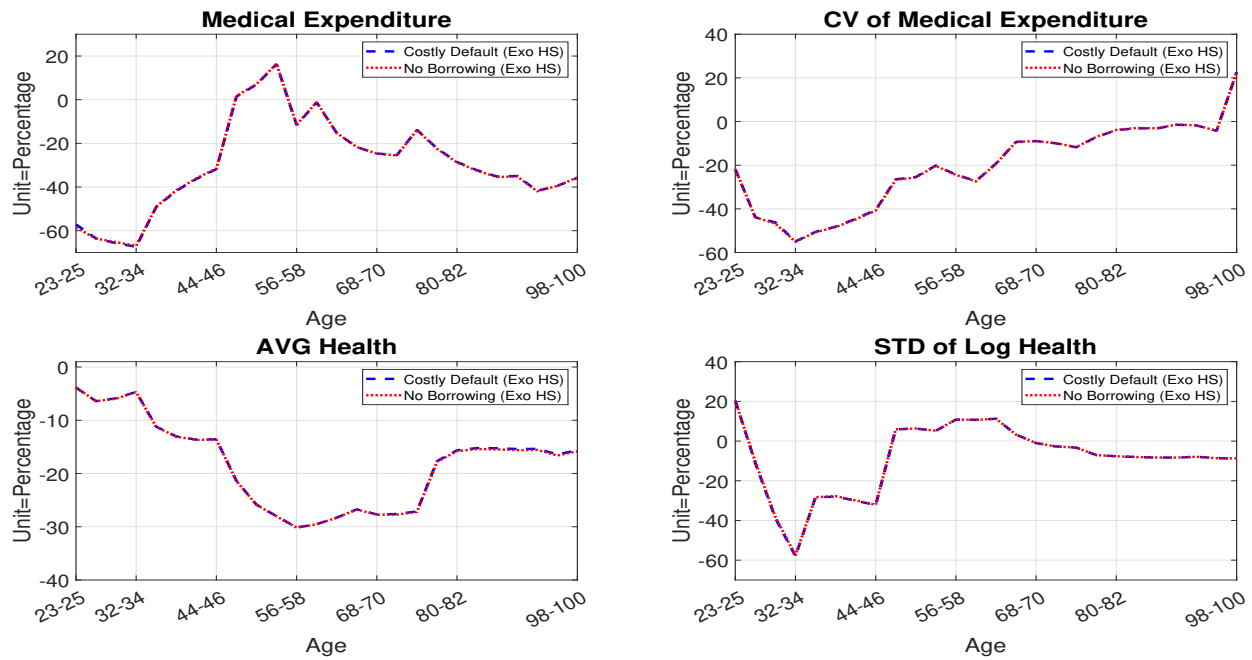 Medical Expenditure
Unit=Percentage
20
0
-20
-40
-60
23-25
32-34
44-46
56-58
68-70
80-82
98-100
Age
Costly Default (Exo HS)
No Borrowing (Exo HS)
CV of Medical Expenditure
Unit=Percentage
40
20
0
-20
-40
-60
23-25
32-34
44-46
56-58
68-70
80-82
98-100
Age
Costly Default (Exo HS)
No Borrowing (Exo HS)
AVG Health
Unit=Percentage
0
-10
-20
-30
-40
23-25
32-34
44-46
56-58
68-70
80-82
98-100
Age
Costly Default (Exo HS)
No Borrowing (Exo HS)
STD of Log Health
Unit=Percentage
40
20
0
-20
-40
-60
23-25
32-34
44-46
56-58
68-70
80-82
98-100
Age
Costly Default (Exo HS)
No Borrowing (Exo HS)